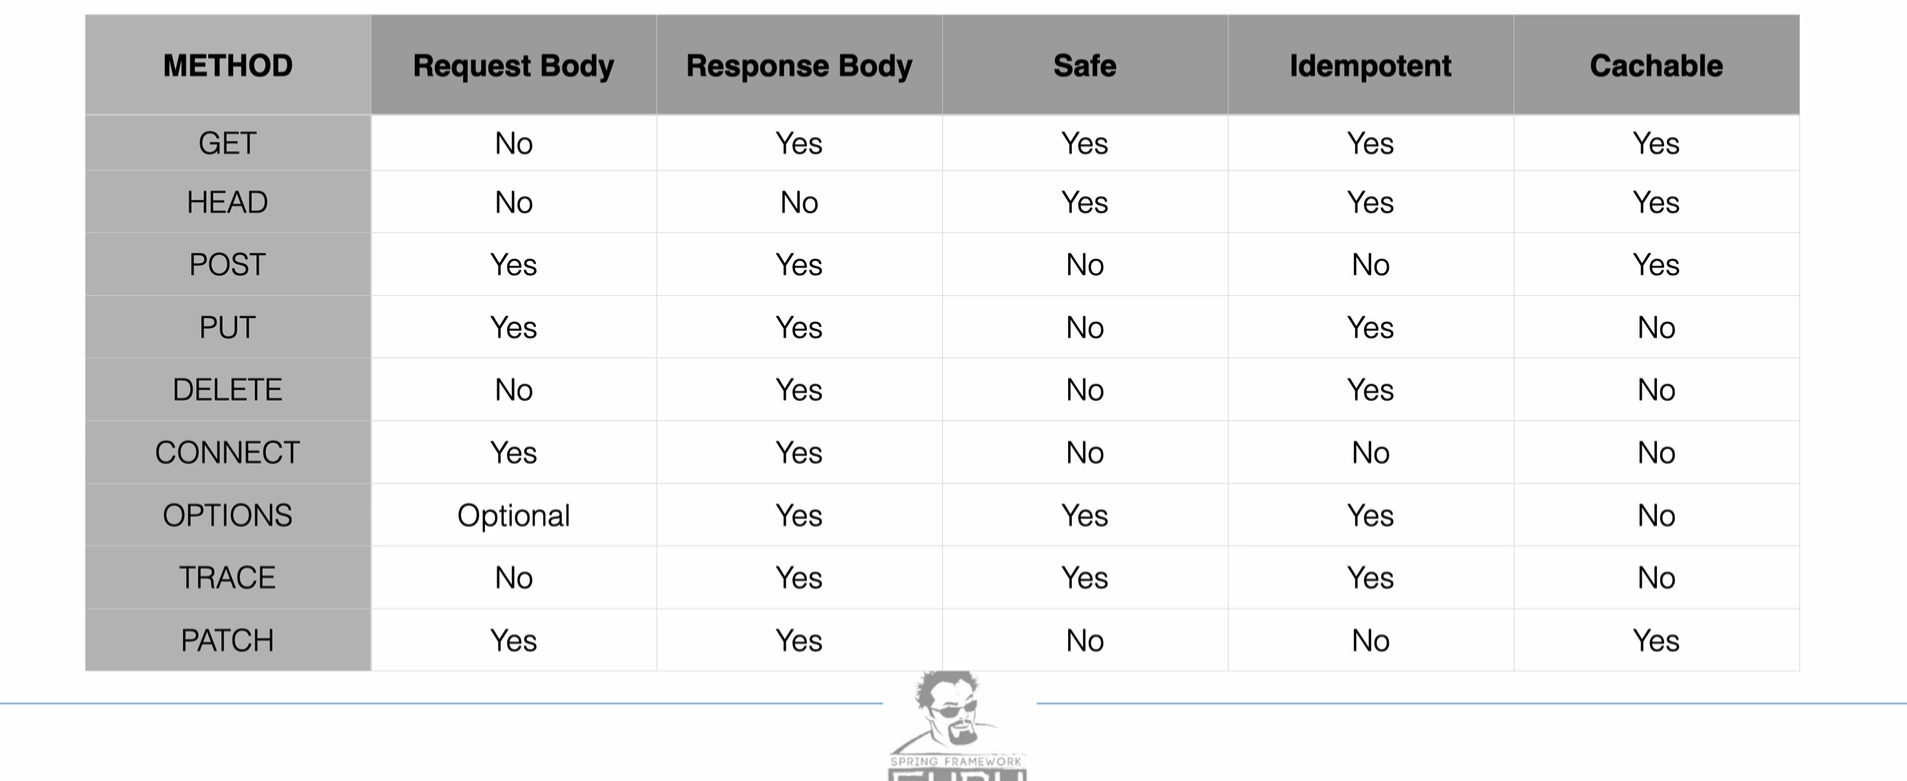 METHOD Request Body Response Body Safe Idempotent Cachable
GET No Yes Yes Yes Yes
HEAD No No Yes Yes Yes
POST Yes Yes No No Yes
PUT Yes Yes No Yes No
DELETE No Yes No Yes No
CONNECT Yes Yes No No No
OPTIONS Optional Yes Yes Yes No
TRACE No Yes Yes Yes No
PATCH Yes Yes No No Yes
SPRING FRAMEWORK